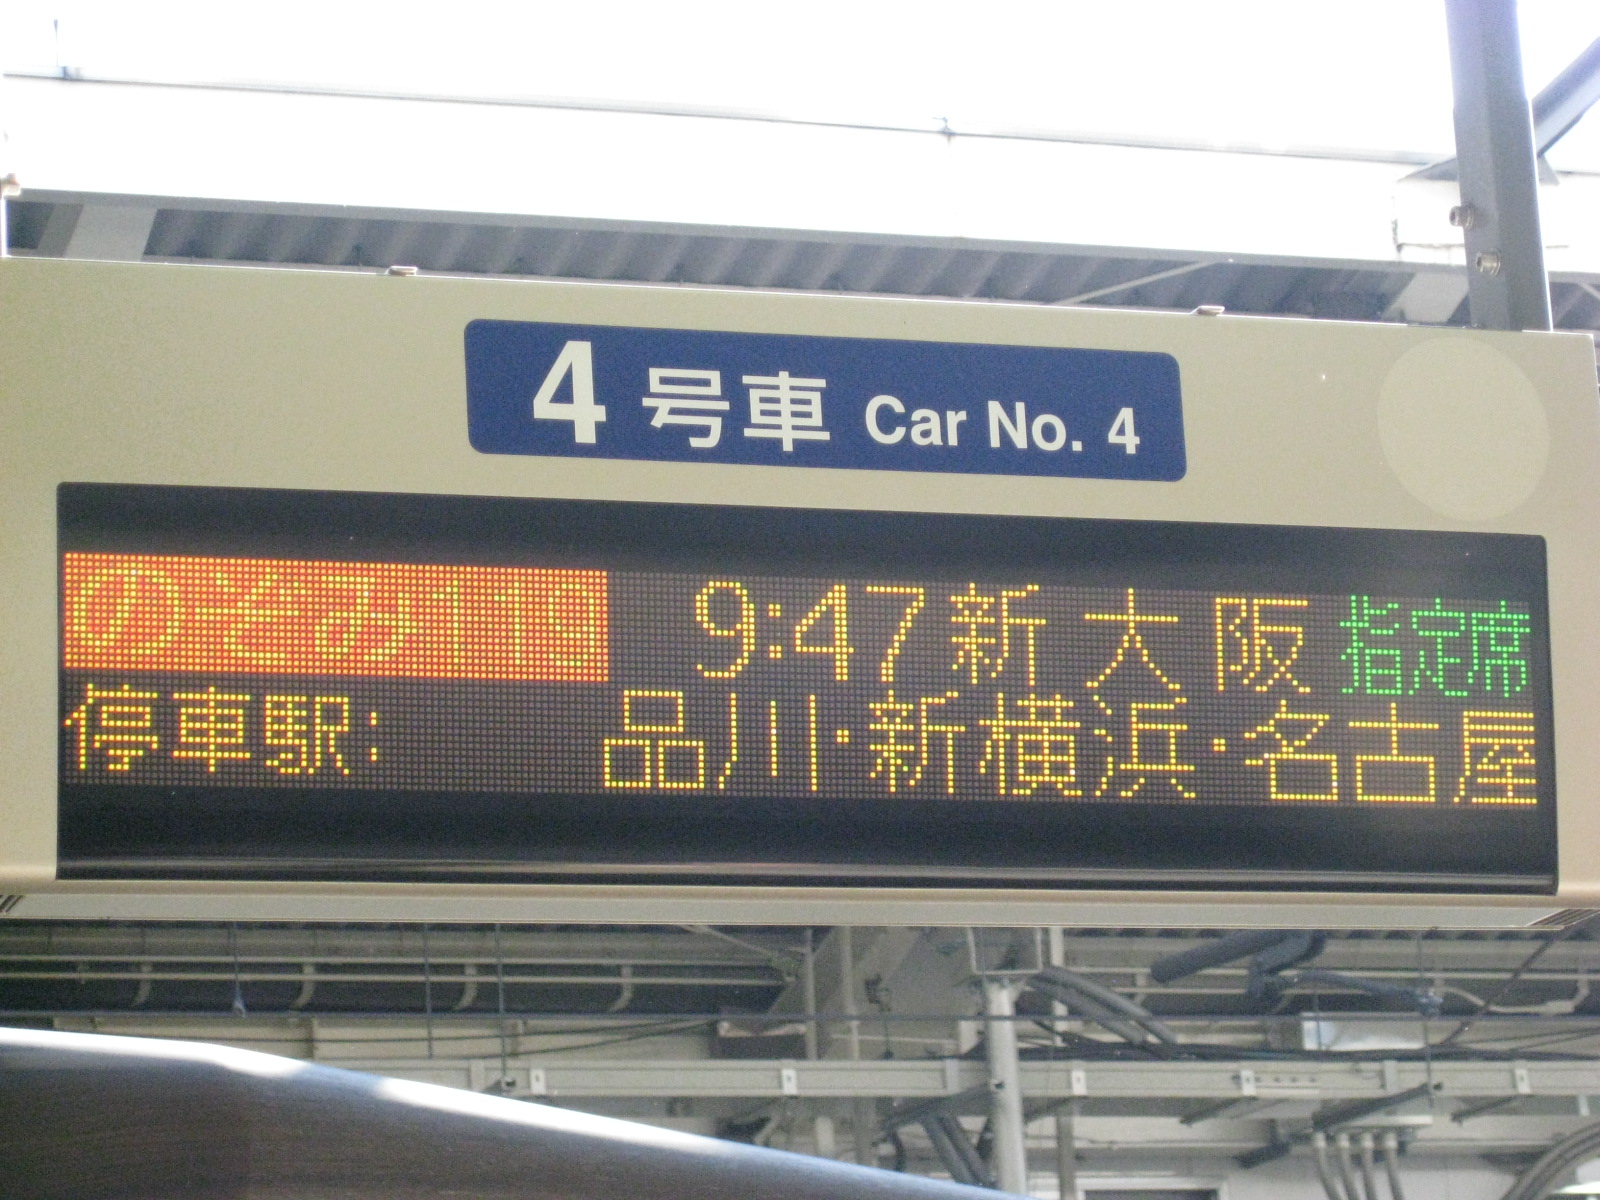 4号車 Car No. 4
のぞみ119 9:47 新大阪 指定席
停車駅: 品川・新横浜・名古屋